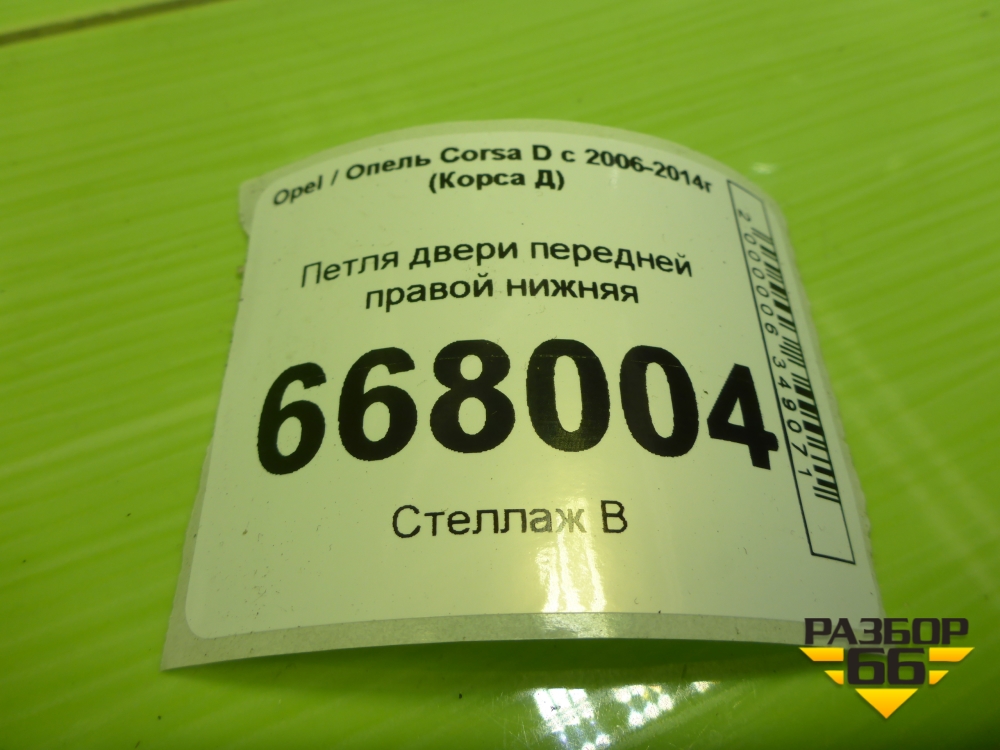 Opel / Опель Corsa D с 2006-2014г
(Корса Д)
Петля двери передней
правой нижняя
668004
Стеллаж В
2000006349071
РАЗБОР
66